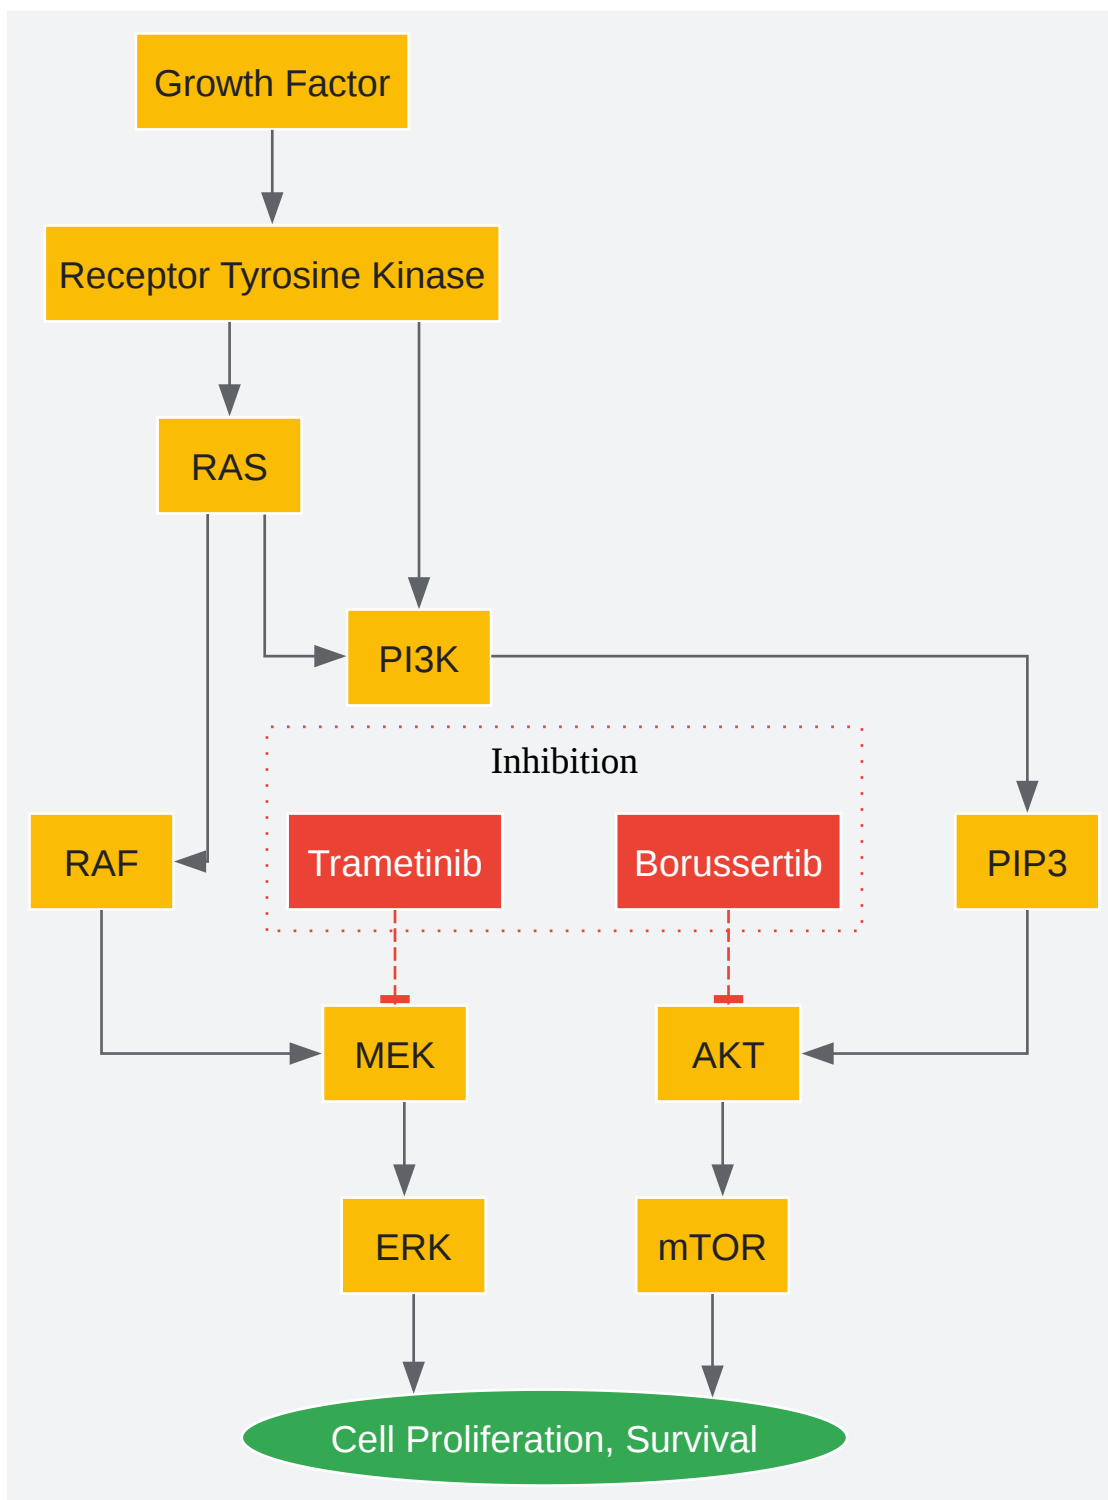 Growth Factor
Receptor Tyrosine Kinase
RAS
PI3K
Inhibition
RAF
Trametinib
Borussertib
PIP3
MEK
AKT
ERK
mTOR
Cell Proliferation, Survival